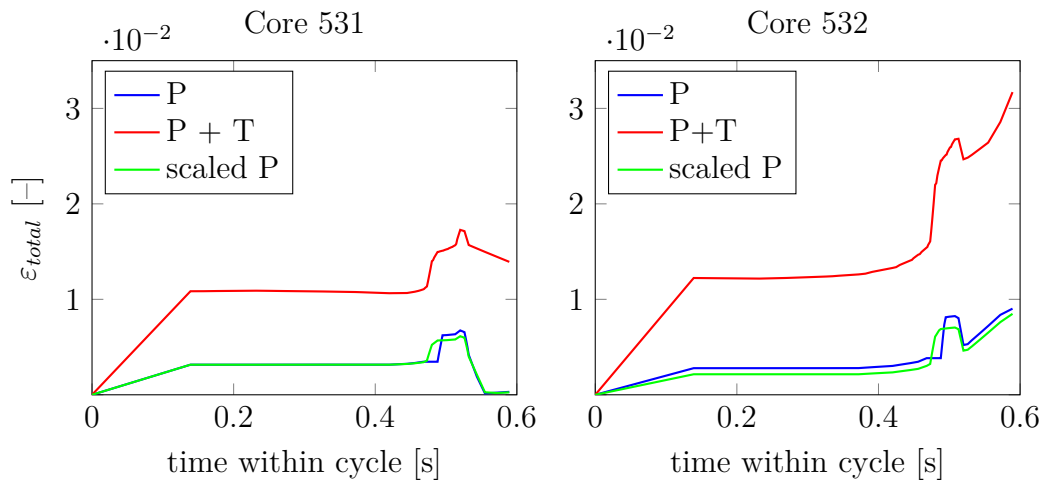 Core 531
·10⁻²
3
2
1
0
0.2
0.4
0.6
P
P + T
scaled P
ε_total [–]
time within cycle [s]
Core 532
·10⁻²
3
2
1
0
0.2
0.4
0.6
P
P+T
scaled P
time within cycle [s]